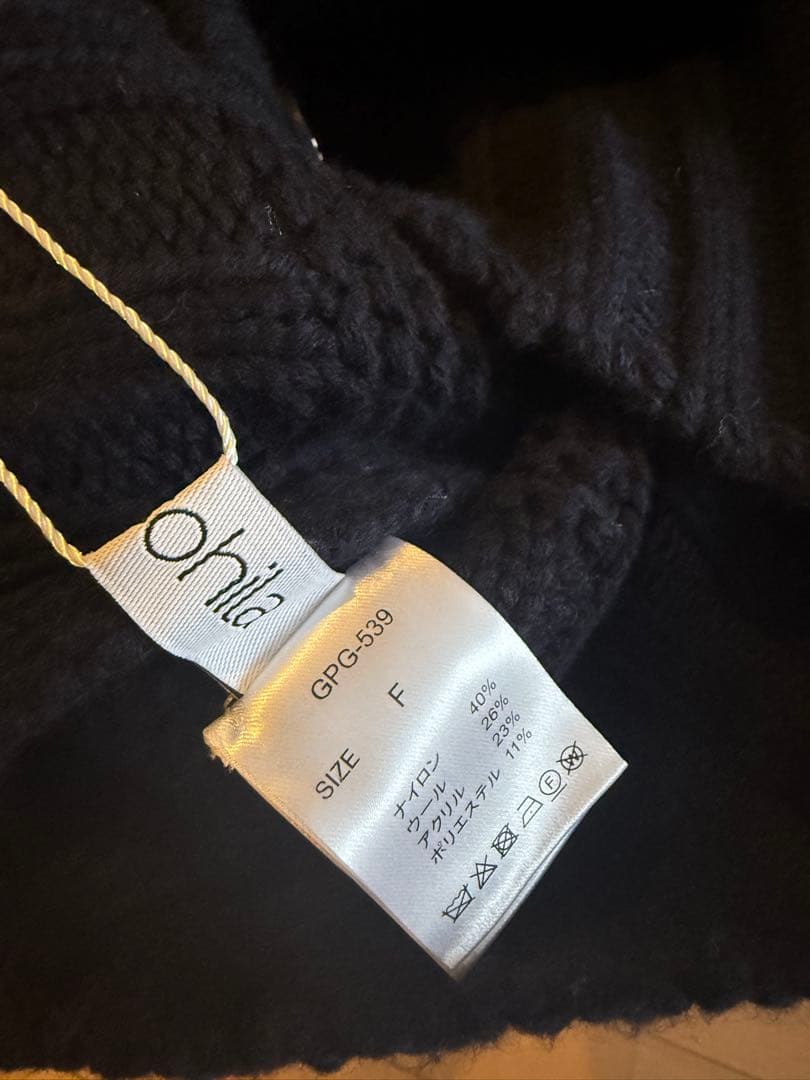 ohila
GPG-539
SIZE F
ナイロン 40%
ウール 26%
アクリル 23%
ポリエステル 11%
F W